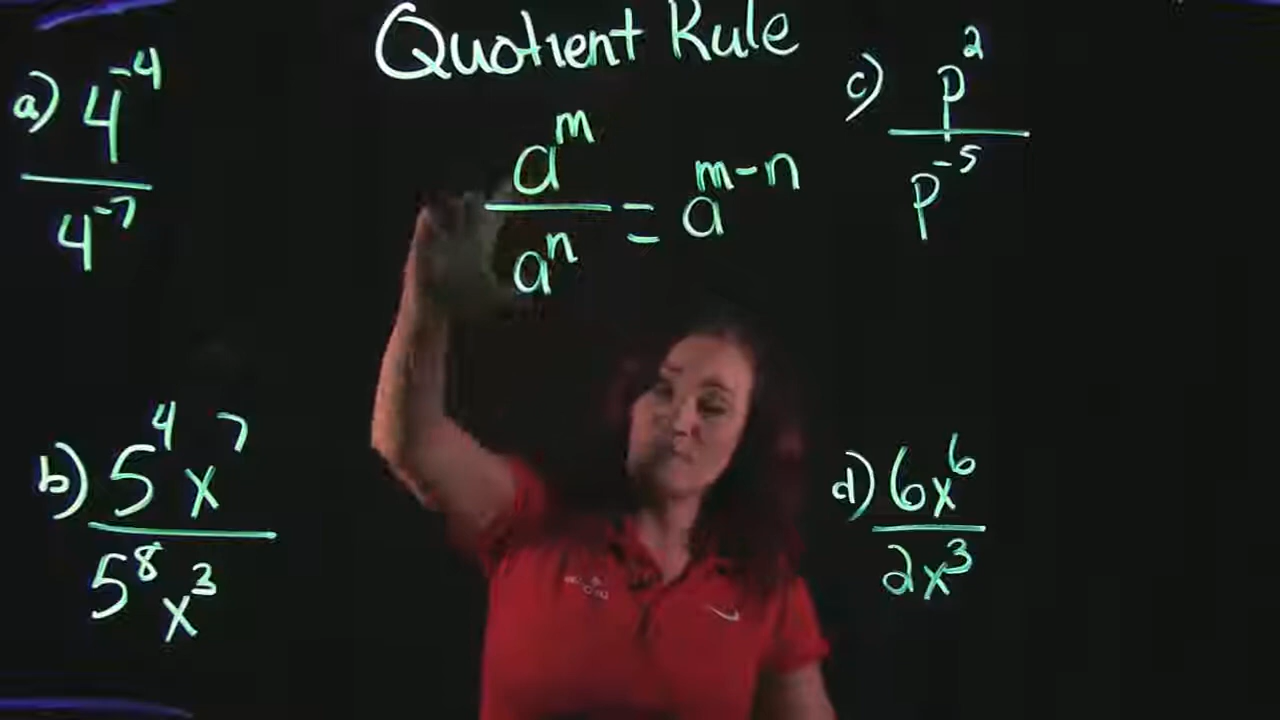 Quotient Rule
a^m / a^n = a^(m-n)
a) 4^-4 / 4^-7
b) 5^4 x^7 / 5^8 x^3
c) p^2 / p^-5
d) 6x^6 / 2x^3